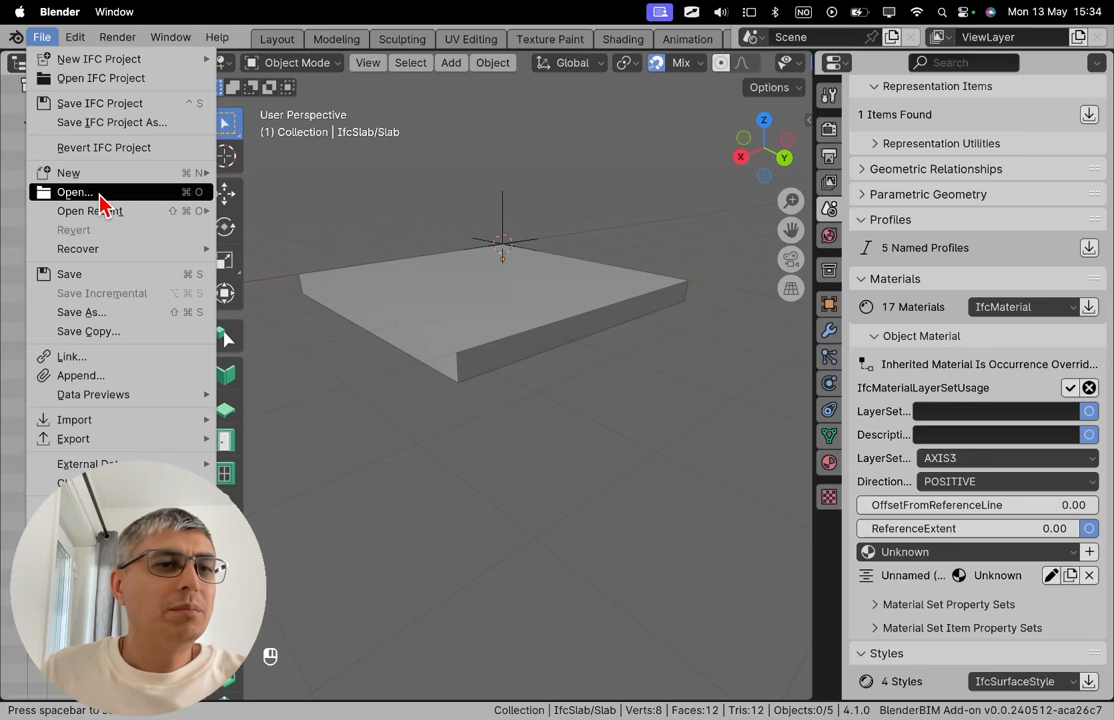 Blender Window NO Mon 13 May 15:34
File Edit Render Window Help Layout Modeling Sculpting UV Editing Texture Paint Shading Animation Scene ViewLayer
Object Mode View Select Add Object Global Mix Search
Options
New IFC Project
Open IFC Project
Save IFC Project ^ S
Save IFC Project As...
Revert IFC Project
New ⌘ N
Open... ⌘ O
Open Recent ⇧ ⌘ O
Revert
Recover
Save ⌘ S
Save Incremental ⌥ ⌘ S
Save As... ⇧ ⌘ S
Save Copy...
Link...
Append...
Data Previews
Import
Export
External
User Perspective
(1) Collection | IfcSlab/Slab
Z
X
Y
Representation Items
1 Items Found
Representation Utilities
Geometric Relationships
Parametric Geometry
Profiles
5 Named Profiles
Materials
17 Materials IfcMaterial
Object Material
Inherited Material Is Occurrence Overrid...
IfcMaterialLayerSetUsage
LayerSet...
Descripti...
LayerSet... AXIS3
Direction... POSITIVE
OffsetFromReferenceLine 0.00
ReferenceExtent 0.00
Unknown
Unnamed (... Unknown
Material Set Property Sets
Material Set Item Property Sets
Styles
4 Styles IfcSurfaceStyle
Press spacebar to Collection | IfcSlab/Slab | Verts:8 | Faces:12 | Tris:12 | Objects:0/5 | 4.1.0 BlenderBIM Add-on v0.0.240512-aca26c7